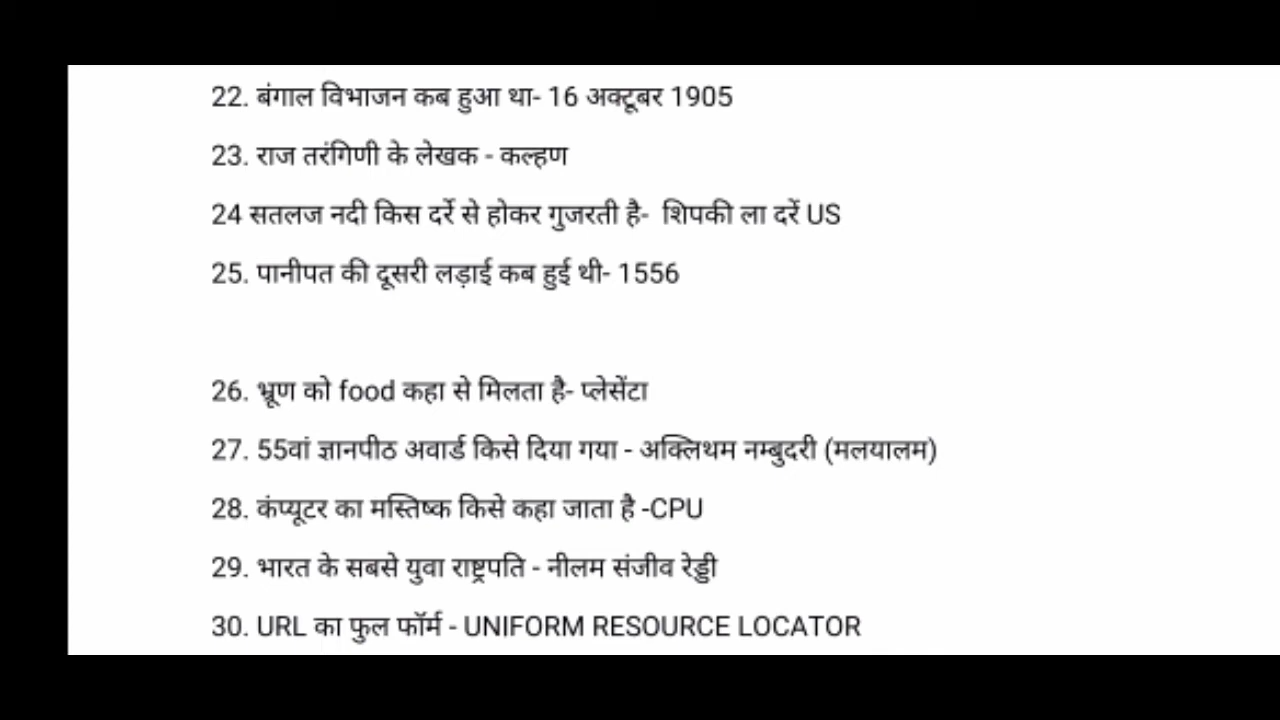 22. बंगाल विभाजन कब हुआ था- 16 अक्टूबर 1905
23. राज तरंगिणी के लेखक - कल्हण
24 सतलज नदी किस दर्रे से होकर गुजरती है- शिपकी ला दरें US
25. पानीपत की दूसरी लड़ाई कब हुई थी- 1556
26. भ्रूण को food कहा से मिलता है- प्लेसेंटा
27. 55वां ज्ञानपीठ अवार्ड किसे दिया गया - अक्लिथम नम्बुदरी (मलयालम)
28. कंप्यूटर का मस्तिष्क किसे कहा जाता है -CPU
29. भारत के सबसे युवा राष्ट्रपति - नीलम संजीव रेड्डी
30. URL का फुल फॉर्म - UNIFORM RESOURCE LOCATOR